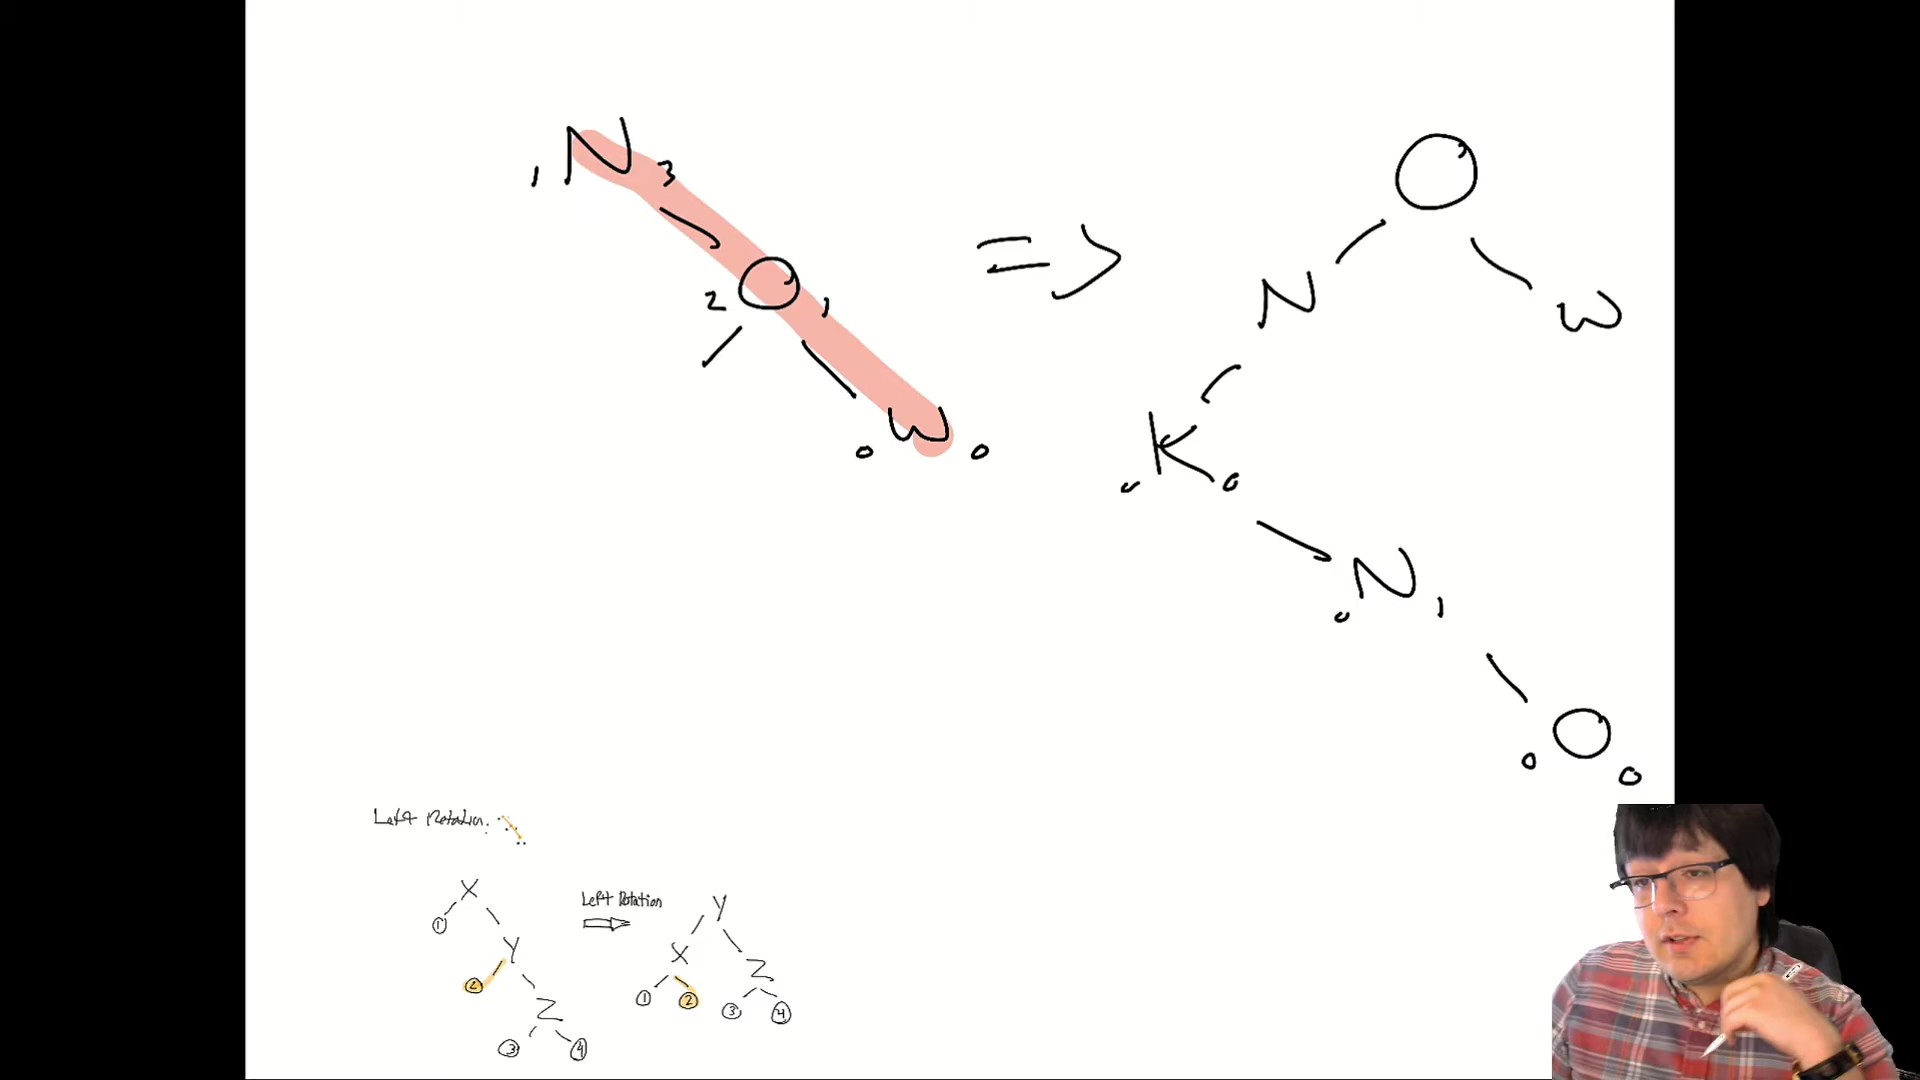 1 N 3
2 O 1
0 W 0
=>
O
N W
0 K 0
0 N 1
0 O 0
Left Rotation:
X
1
Y
2
Z
3 4
Left Rotation
Y
X Z
1 2 3 4